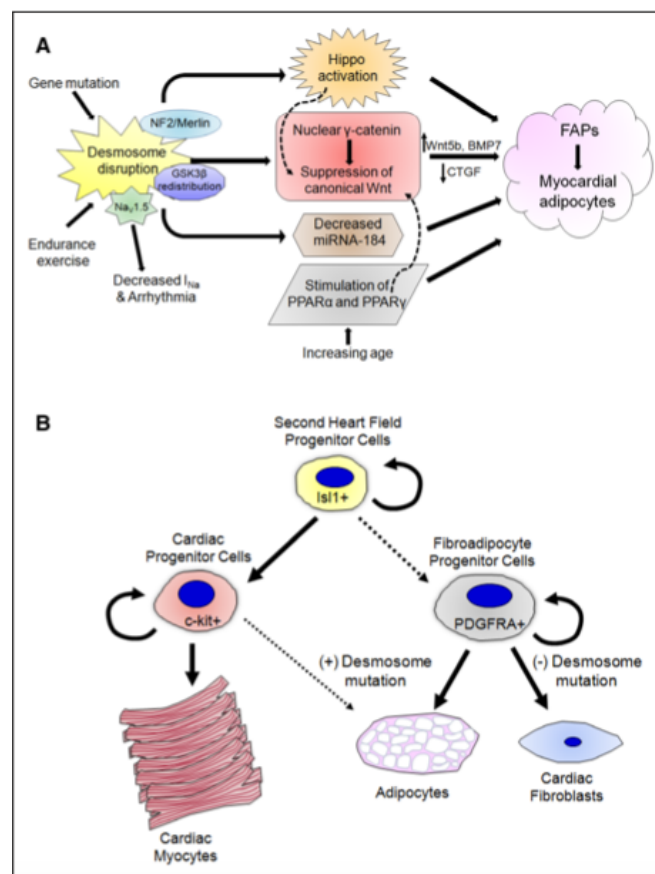 A
Gene mutation
NF2/Merlin
Desmosome
disruption
GSK3β
redistribution
Naᵥ1.5
Endurance
exercise
Decreased I_Na
& Arrhythmia
Hippo
activation
Nuclear γ-catenin
Suppression of
canonical Wnt
Decreased
miRNA-184
Stimulation of
PPARα and PPARγ
Increasing age
Wnt5b, BMP7
CTGF
FAPs
Myocardial
adipocytes
B
Second Heart Field
Progenitor Cells
Isl1+
Cardiac
Progenitor Cells
c-kit+
Fibroadipocyte
Progenitor Cells
PDGFRA+
(+) Desmosome
mutation
(-) Desmosome
mutation
Cardiac
Myocytes
Adipocytes
Cardiac
Fibroblasts